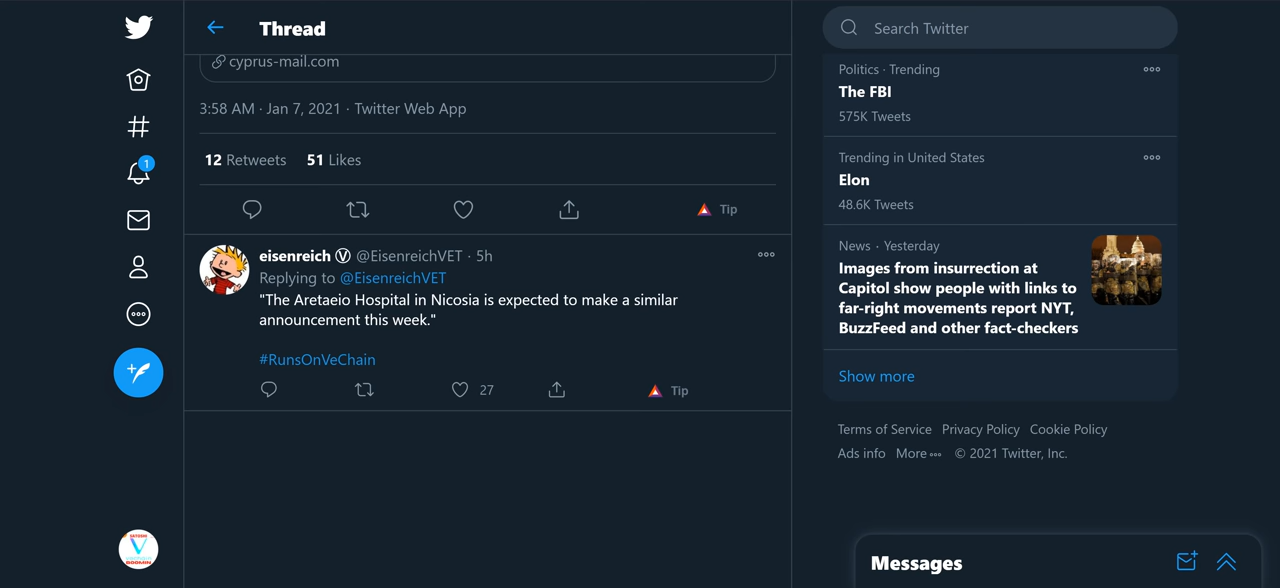 1
Thread
cyprus-mail.com
3:58 AM · Jan 7, 2021 · Twitter Web App
12 Retweets 51 Likes
Tip
eisenreich Ⓥ @EisenreichVET · 5h
Replying to @EisenreichVET
"The Aretaeio Hospital in Nicosia is expected to make a similar
announcement this week."
#RunsOnVeChain
27
Tip
Search Twitter
Politics · Trending
The FBI
575K Tweets
Trending in United States
Elon
48.6K Tweets
News · Yesterday
Images from insurrection at
Capitol show people with links to
far-right movements report NYT,
BuzzFeed and other fact-checkers
Show more
Terms of Service Privacy Policy Cookie Policy
Ads info More © 2021 Twitter, Inc.
Messages